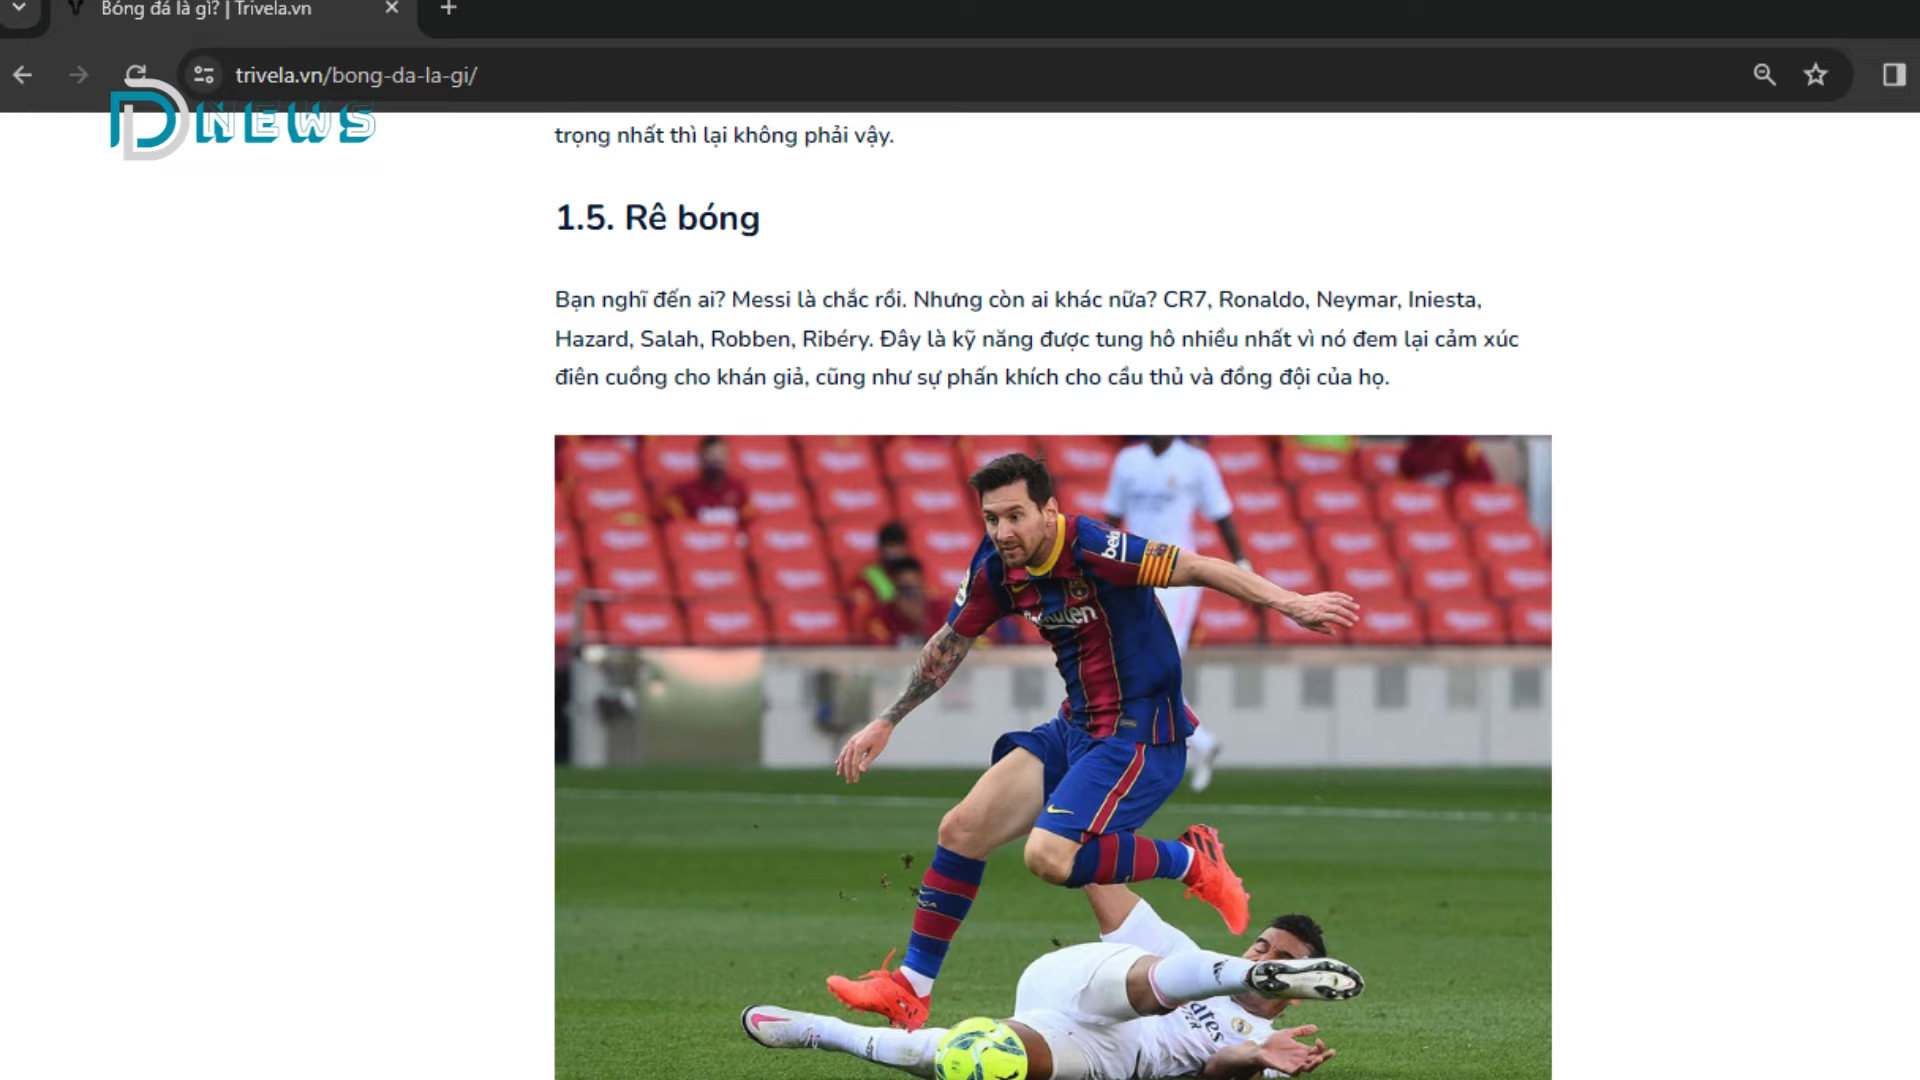 Bóng đá là gì? | Trivela.vn
trivela.vn/bong-da-la-gi/
DNEWS
trọng nhất thì lại không phải vậy.
1.5. Rê bóng
Bạn nghĩ đến ai? Messi là chắc rồi. Nhưng còn ai khác nữa? CR7, Ronaldo, Neymar, Iniesta,
Hazard, Salah, Robben, Ribéry. Đây là kỹ năng được tung hô nhiều nhất vì nó đem lại cảm xúc
điên cuồng cho khán giả, cũng như sự phấn khích cho cầu thủ và đồng đội của họ.
beko
Rakuten